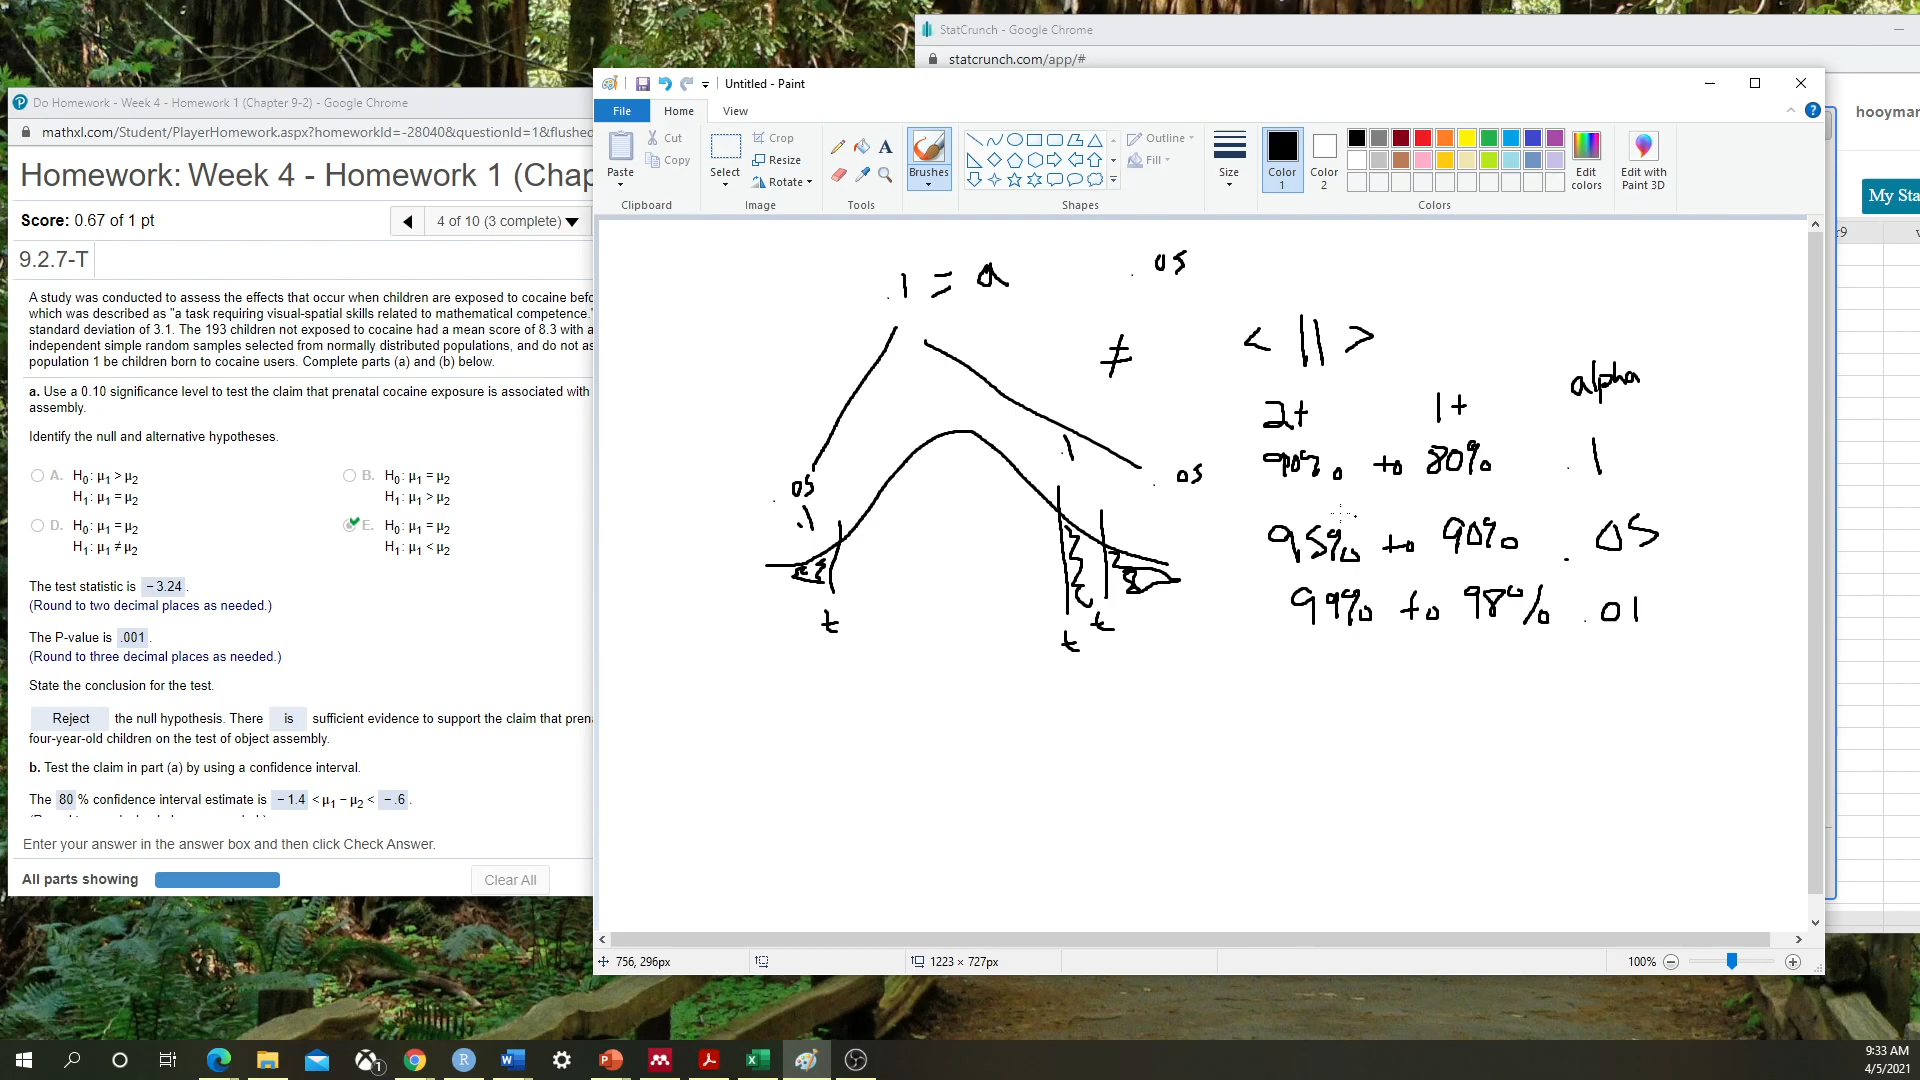 StatCrunch - Google Chrome
statcrunch.com/app/#
Do Homework - Week 4 - Homework 1 (Chapter 9-2) - Google Chrome
mathxl.com/Student/PlayerHomework.aspx?homeworkId=-28040&questionId=1&flushed
Homework: Week 4 - Homework 1 (Chap
Score: 0.67 of 1 pt
4 of 10 (3 complete)
9.2.7-T
A study was conducted to assess the effects that occur when children are exposed to cocaine befo
which was described as "a task requiring visual-spatial skills related to mathematical competence."
standard deviation of 3.1. The 193 children not exposed to cocaine had a mean score of 8.3 with a
independent simple random samples selected from normally distributed populations, and do not as
population 1 be children born to cocaine users. Complete parts (a) and (b) below.
a. Use a 0.10 significance level to test the claim that prenatal cocaine exposure is associated with
assembly.
Identify the null and alternative hypotheses.
A. H0: μ1 > μ2
H1: μ1 = μ2
B. H0: μ1 = μ2
H1: μ1 > μ2
D. H0: μ1 = μ2
H1: μ1 ≠ μ2
E. H0: μ1 = μ2
H1: μ1 < μ2
The test statistic is -3.24.
(Round to two decimal places as needed.)
The P-value is .001.
(Round to three decimal places as needed.)
State the conclusion for the test.
Reject the null hypothesis. There is sufficient evidence to support the claim that pren
four-year-old children on the test of object assembly.
b. Test the claim in part (a) by using a confidence interval.
The 80 % confidence interval estimate is -1.4 < μ1 - μ2 < -.6.
Enter your answer in the answer box and then click Check Answer.
All parts showing
Clear All
Untitled - Paint
File Home View
Paste
Cut
Copy
Clipboard
Select
Crop
Resize
Rotate
Image
Tools
Brushes
Shapes
Outline
Fill
Size
Color 1
Color 2
Colors
Edit colors
Edit with Paint 3D
.1 = a
.05
≠
< || >
alpha
2t 1t
90% to 80% .1
95% to 90% .05
99% to 98% .01
.05
.1
.1
.05
t
t
t
756, 296px
1223 × 727px
100%
hooyman
My Sta
r9
9:33 AM
4/5/2021